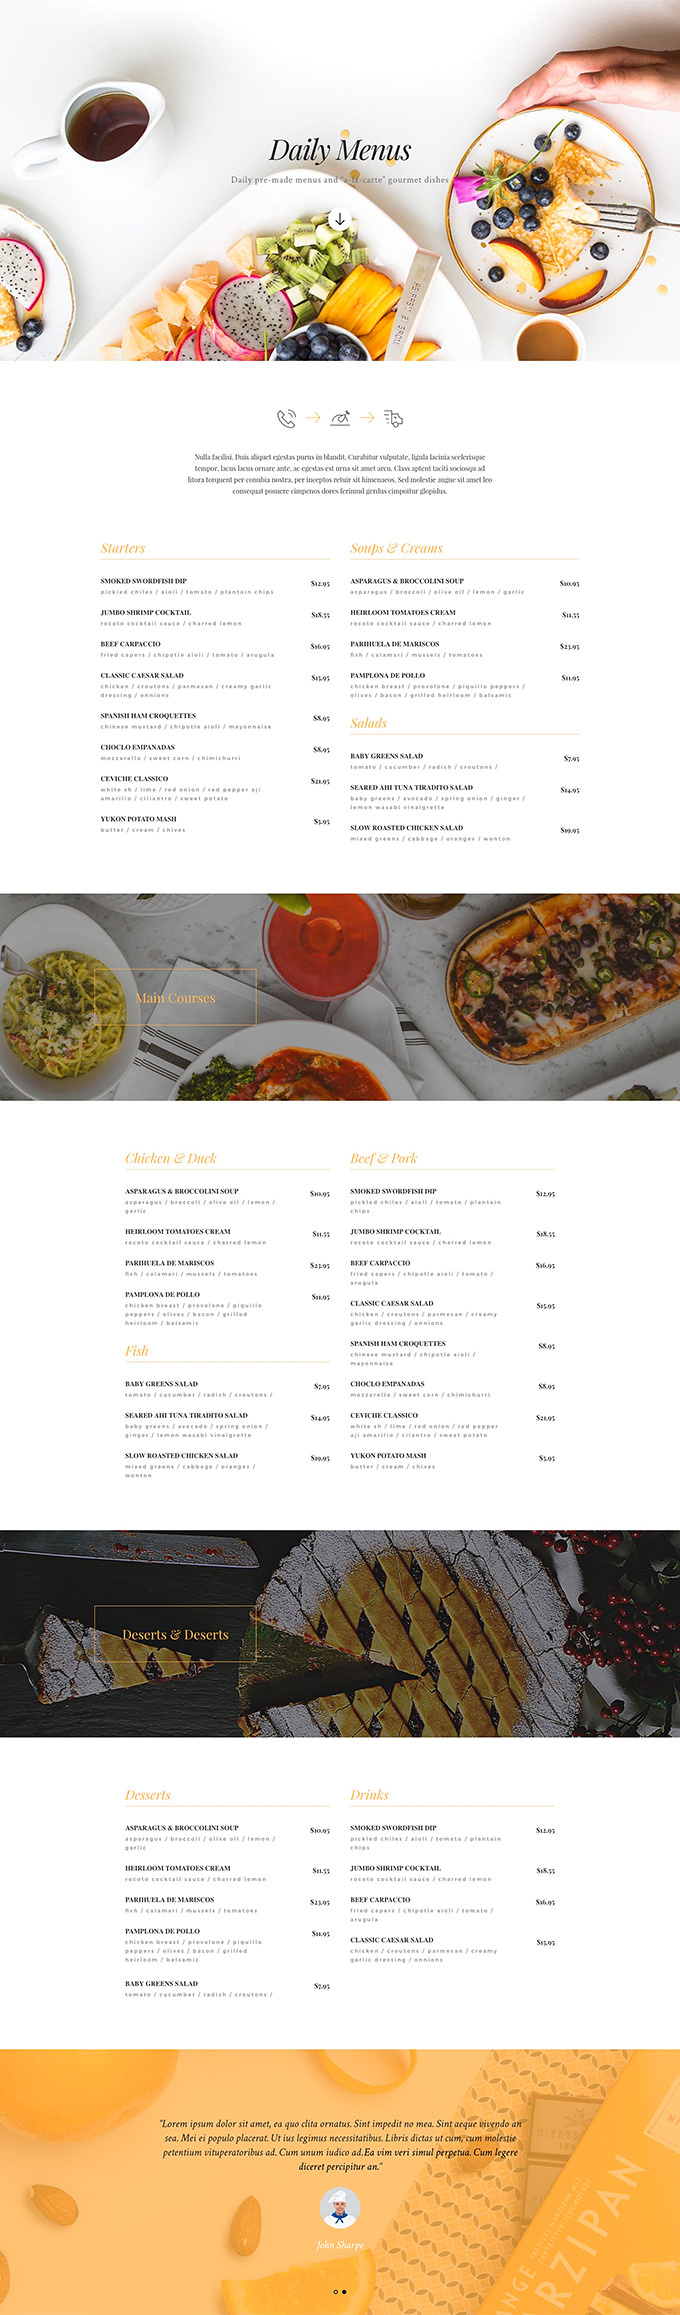 Daily Menus
Daily pre-made menus and "a-la-carte" gourmet dishes
Nulla facilisi. Duis aliquet egestas purus in blandit. Curabitur vulputate, ligula lacinia scelerisque
tempor, lacus lacus ornare ante, ac egestas est urna sit amet arcu. Class aptent taciti sociosqu ad
litora torquent per conubia nostra, per inceptos retuir sit himenaeos. Sed molestie augue sit amet leo
consequat posuere cimpenos dores ferimud gerdus cimpoitur glopidus.
Starters
SMOKED SWORDFISH DIP $12.95
pickled chiles / aioli / tomato / plantain chips
JUMBO SHRIMP COCKTAIL $18.55
rocoto cocktail sauce / charred lemon
BEEF CARPACCIO $16.95
fried capers / chipotle aioli / tomato / arugula
CLASSIC CAESAR SALAD $15.95
chicken / croutons / parmesan / creamy garlic
dressing / onnions
SPANISH HAM CROQUETTES $8.95
chinese mustard / chipotle aioli / mayonnaise
CHOCLO EMPANADAS $8.95
mozzarella / sweet corn / chimichurri
CEVICHE CLASSICO $21.95
white sh / lime / red onion / red pepper aji
amarillo / ciliantro / sweet potato
YUKON POTATO MASH $5.95
butter / cream / chives
Soups & Creams
ASPARAGUS & BROCCOLINI SOUP $10.95
asparagus / broccoli / olive oil / lemon / garlic
HEIRLOOM TOMATOES CREAM $11.55
rocoto cocktail sauce / charred lemon
PARIHUELA DE MARISCOS $23.95
fish / calamari / mussels / tomatoes
PAMPLONA DE POLLO $11.95
chicken breast / provolone / piquillo peppers /
olives / bacon / grilled heirloom / balsamic
Salads
BABY GREENS SALAD $7.95
tomato / cucumber / radish / croutons /
SEARED AHI TUNA TIRADITO SALAD $14.95
baby greens / avocado / spring onion / ginger /
lemon wasabi vinaigrette
SLOW ROASTED CHICKEN SALAD $19.95
mixed greens / cabbage / oranges / wonton
Main Courses
Chicken & Duck
ASPARAGUS & BROCCOLINI SOUP $10.95
asparagus / broccoli / olive oil / lemon /
garlic
HEIRLOOM TOMATOES CREAM $11.55
rocoto cocktail sauce / charred lemon
PARIHUELA DE MARISCOS $23.95
fish / calamari / mussels / tomatoes
PAMPLONA DE POLLO $11.95
chicken breast / provolone / piquillo
peppers / olives / bacon / grilled
heirloom / balsamic
Fish
BABY GREENS SALAD $7.95
tomato / cucumber / radish / croutons /
SEARED AHI TUNA TIRADITO SALAD $14.95
baby greens / avocado / spring onion /
ginger / lemon wasabi vinaigrette
SLOW ROASTED CHICKEN SALAD $19.95
mixed greens / cabbage / oranges /
wonton
Beef & Pork
SMOKED SWORDFISH DIP $12.95
pickled chiles / aioli / tomato / plantain
chips
JUMBO SHRIMP COCKTAIL $18.55
rocoto cocktail sauce / charred lemon
BEEF CARPACCIO $16.95
fried capers / chipotle aioli / tomato /
arugula
CLASSIC CAESAR SALAD $15.95
chicken / croutons / parmesan / creamy
garlic dressing / onnions
SPANISH HAM CROQUETTES $8.95
chinese mustard / chipotle aioli /
mayonnaise
CHOCLO EMPANADAS $8.95
mozzarella / sweet corn / chimichurri
CEVICHE CLASSICO $21.95
white sh / lime / red onion / red pepper
aji amarillo / cilantro / sweet potato
YUKON POTATO MASH $5.95
butter / cream / chives
Deserts & Deserts
Desserts
ASPARAGUS & BROCCOLINI SOUP $10.95
asparagus / broccoli / olive oil / lemon /
garlic
HEIRLOOM TOMATOES CREAM $11.55
rocoto cocktail sauce / charred lemon
PARIHUELA DE MARISCOS $23.95
fish / calamari / mussels / tomatoes
PAMPLONA DE POLLO $11.95
chicken breast / provolone / piquillo
peppers / olives / bacon / grilled
heirloom / balsamic
BABY GREENS SALAD $7.95
tomato / cucumber / radish / croutons /
Drinks
SMOKED SWORDFISH DIP $12.95
pickled chiles / aioli / tomato / plantain
chips
JUMBO SHRIMP COCKTAIL $18.55
rocoto cocktail sauce / charred lemon
BEEF CARPACCIO $16.95
fried capers / chipotle aioli / tomato /
arugula
CLASSIC CAESAR SALAD $15.95
chicken / croutons / parmesan / creamy
garlic dressing / onnions
"Lorem ipsum dolor sit amet, ea quo clita ornatus. Sint impedit no mea. Sint aeque vivendo an
sea. Mei ei populo placerat. Ut ius legimus necessitatibus. Libris dictas ut cum, cum molestie
petentium vituperatoribus ad. Cum unum iudico ad.Ea vim veri simul perpetua. Cum legere
diceret percipitur an."
John Sharpe